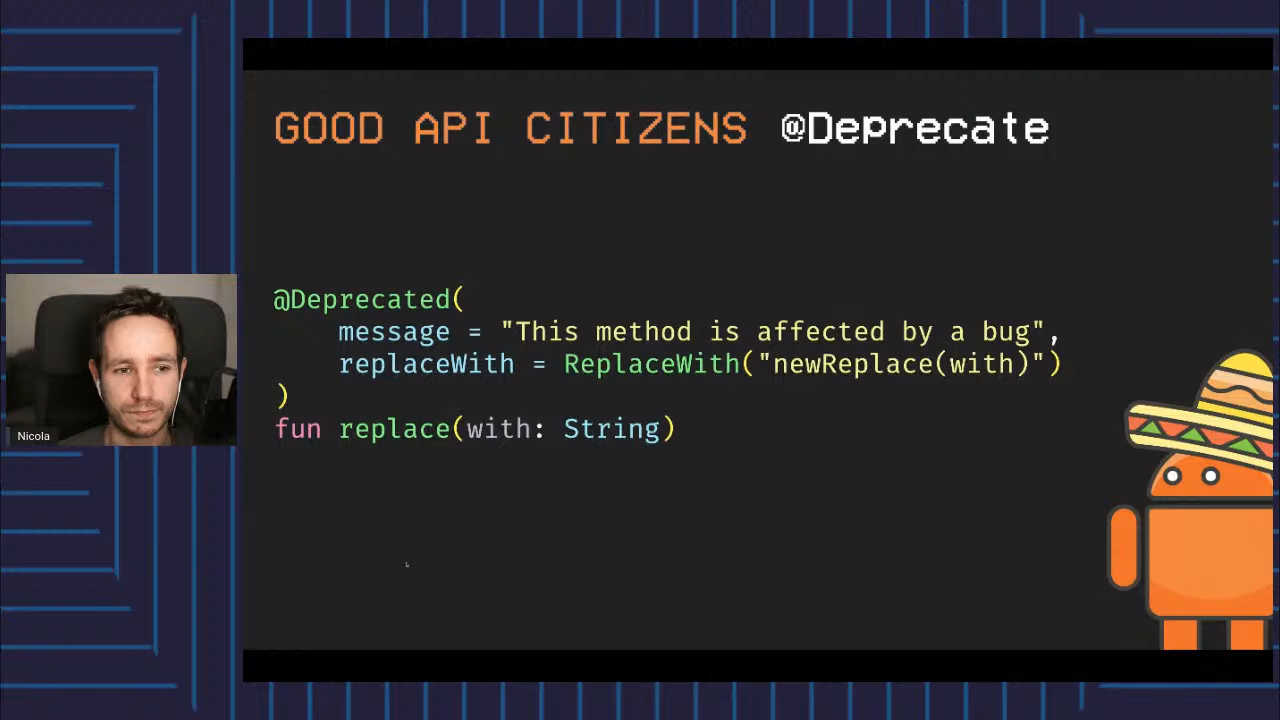 GOOD API CITIZENS @Deprecate
@Deprecated(
message = "This method is affected by a bug",
replaceWith = ReplaceWith("newReplace(with)")
)
fun replace(with: String)
Nicola